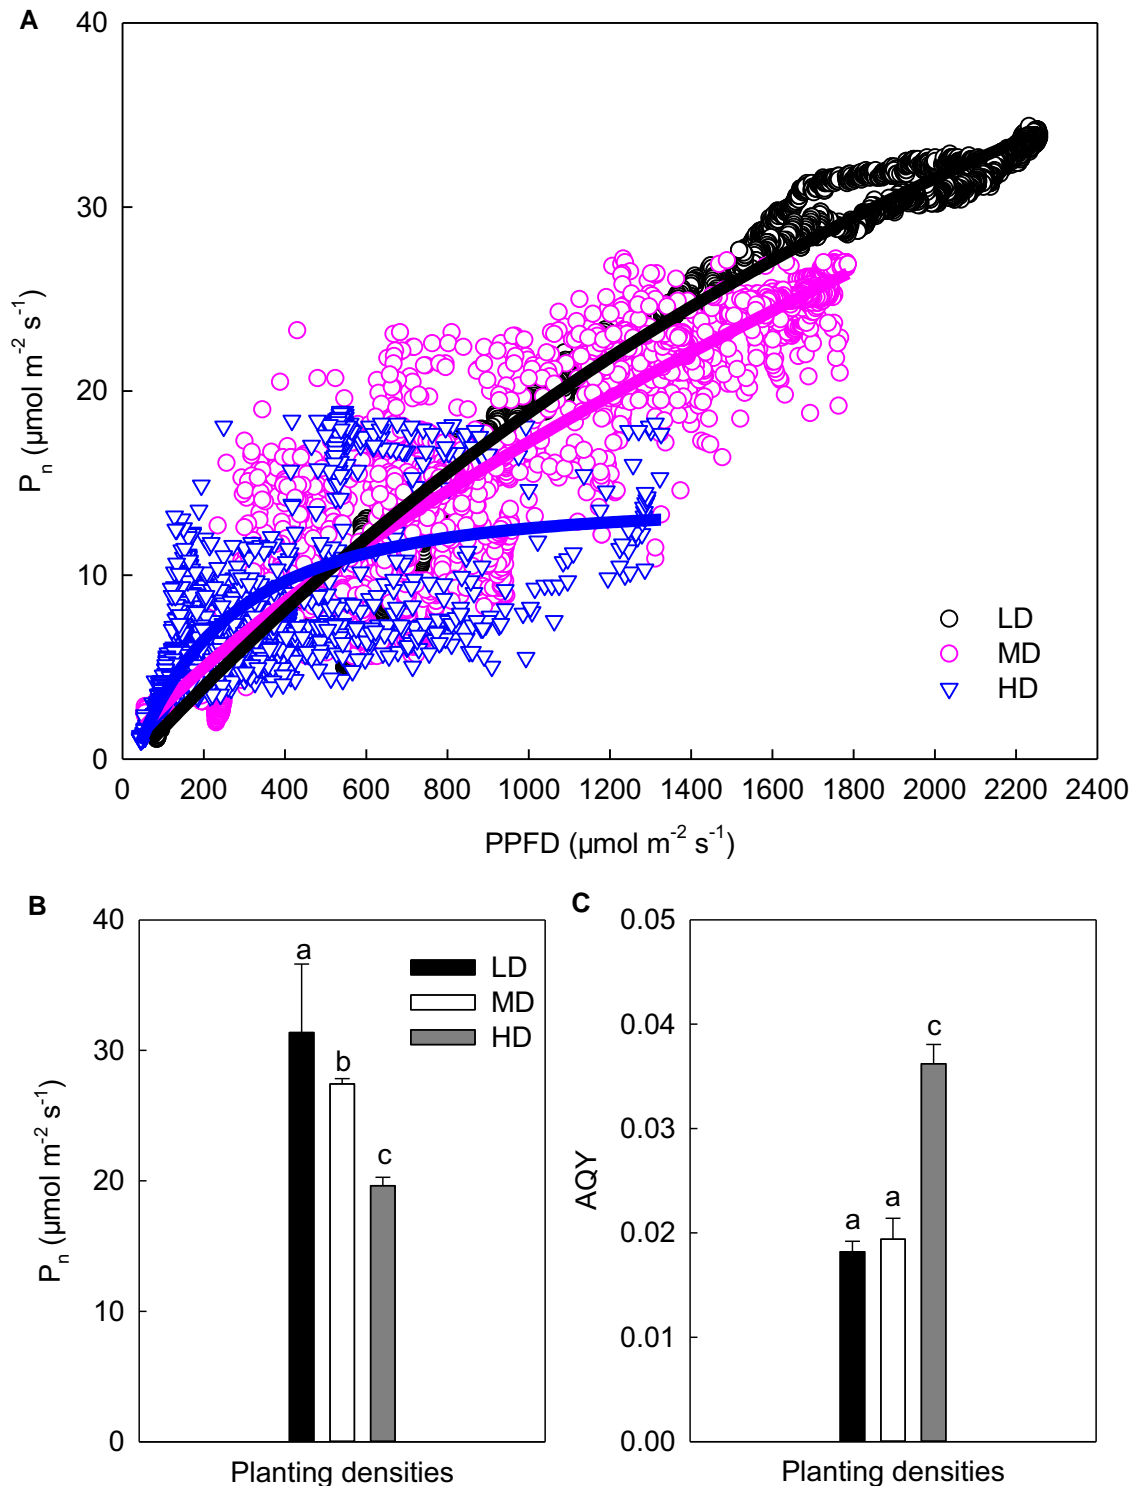 A
40
30
20
10
0
Pn (µmol m-2 s-1)
0 200 400 600 800 1000 1200 1400 1600 1800 2000 2200 2400
PPFD (µmol m-2 s-1)
LD
MD
HD
B
40
30
20
10
0
Pn (µmol m-2 s-1)
a
b
c
LD
MD
HD
Planting densities
C
0.05
0.04
0.03
0.02
0.01
0.00
AQY
a
a
c
Planting densities